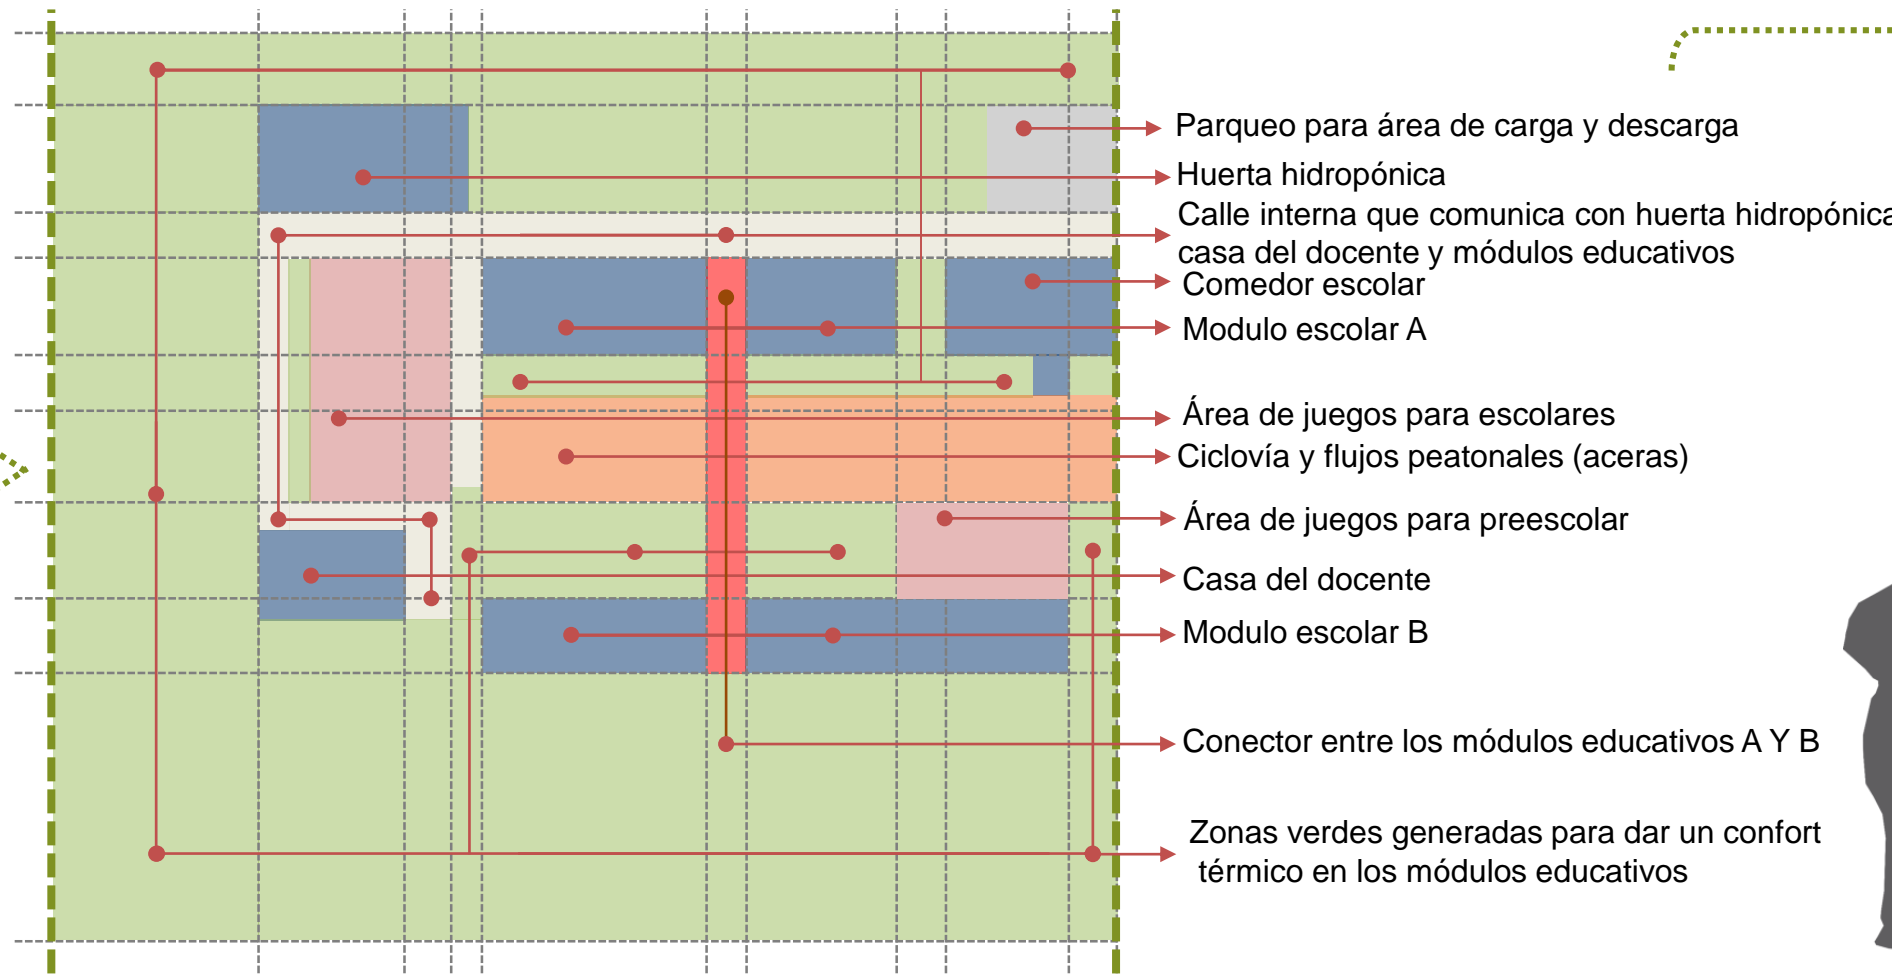 Parqueo para área de carga y descarga
Huerta hidropónica
Calle interna que comunica con huerta hidropónica
casa del docente y módulos educativos
Comedor escolar
Modulo escolar A
Área de juegos para escolares
Ciclovía y flujos peatonales (aceras)
Área de juegos para preescolar
Casa del docente
Modulo escolar B
Conector entre los módulos educativos A Y B
Zonas verdes generadas para dar un confort
térmico en los módulos educativos